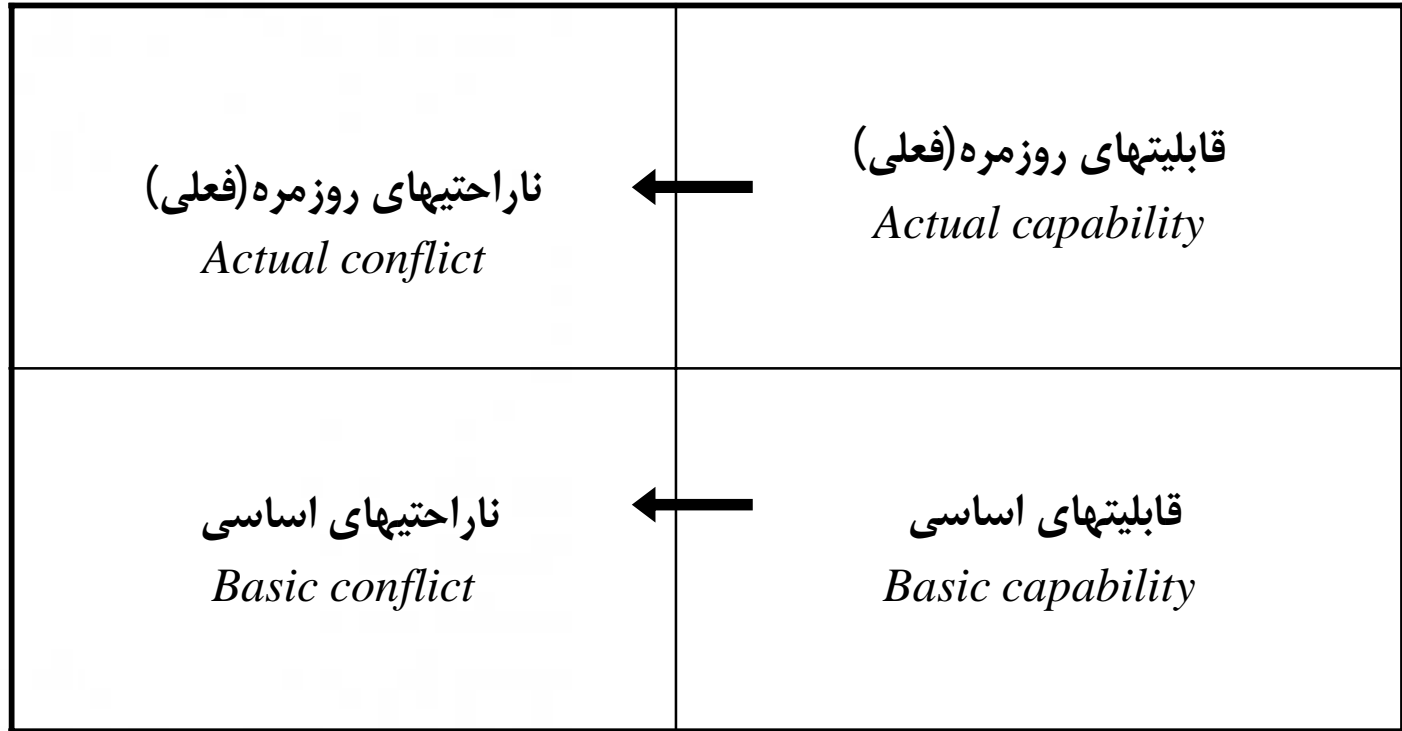 قابلیتهای روزمره(فعلی)
Actual capability
ناراحتیهای روزمره(فعلی)
Actual conflict
قابلیتهای اساسی
Basic capability
ناراحتیهای اساسی
Basic conflict